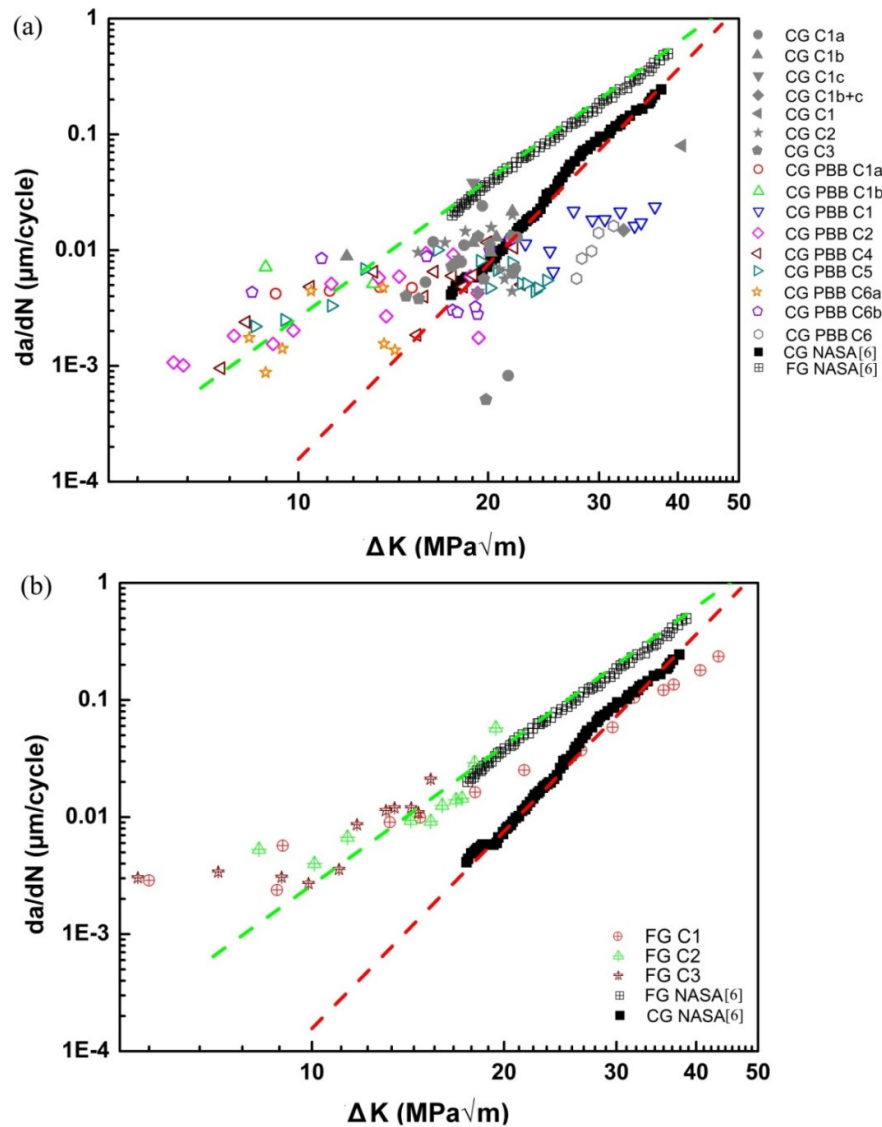 (a)
1
0.1
0.01
1E-3
1E-4
da/dN (μm/cycle)
10
20
30
40
50
ΔK (MPa√m)
CG C1a
CG C1b
CG C1c
CG C1b+c
CG C1
CG C2
CG C3
CG PBB C1a
CG PBB C1b
CG PBB C1
CG PBB C2
CG PBB C4
CG PBB C5
CG PBB C6a
CG PBB C6b
CG PBB C6
CG NASA[6]
FG NASA[6]
(b)
1
0.1
0.01
1E-3
1E-4
da/dN (μm/cycle)
10
20
30
40
50
ΔK (MPa√m)
FG C1
FG C2
FG C3
FG NASA[6]
CG NASA[6]